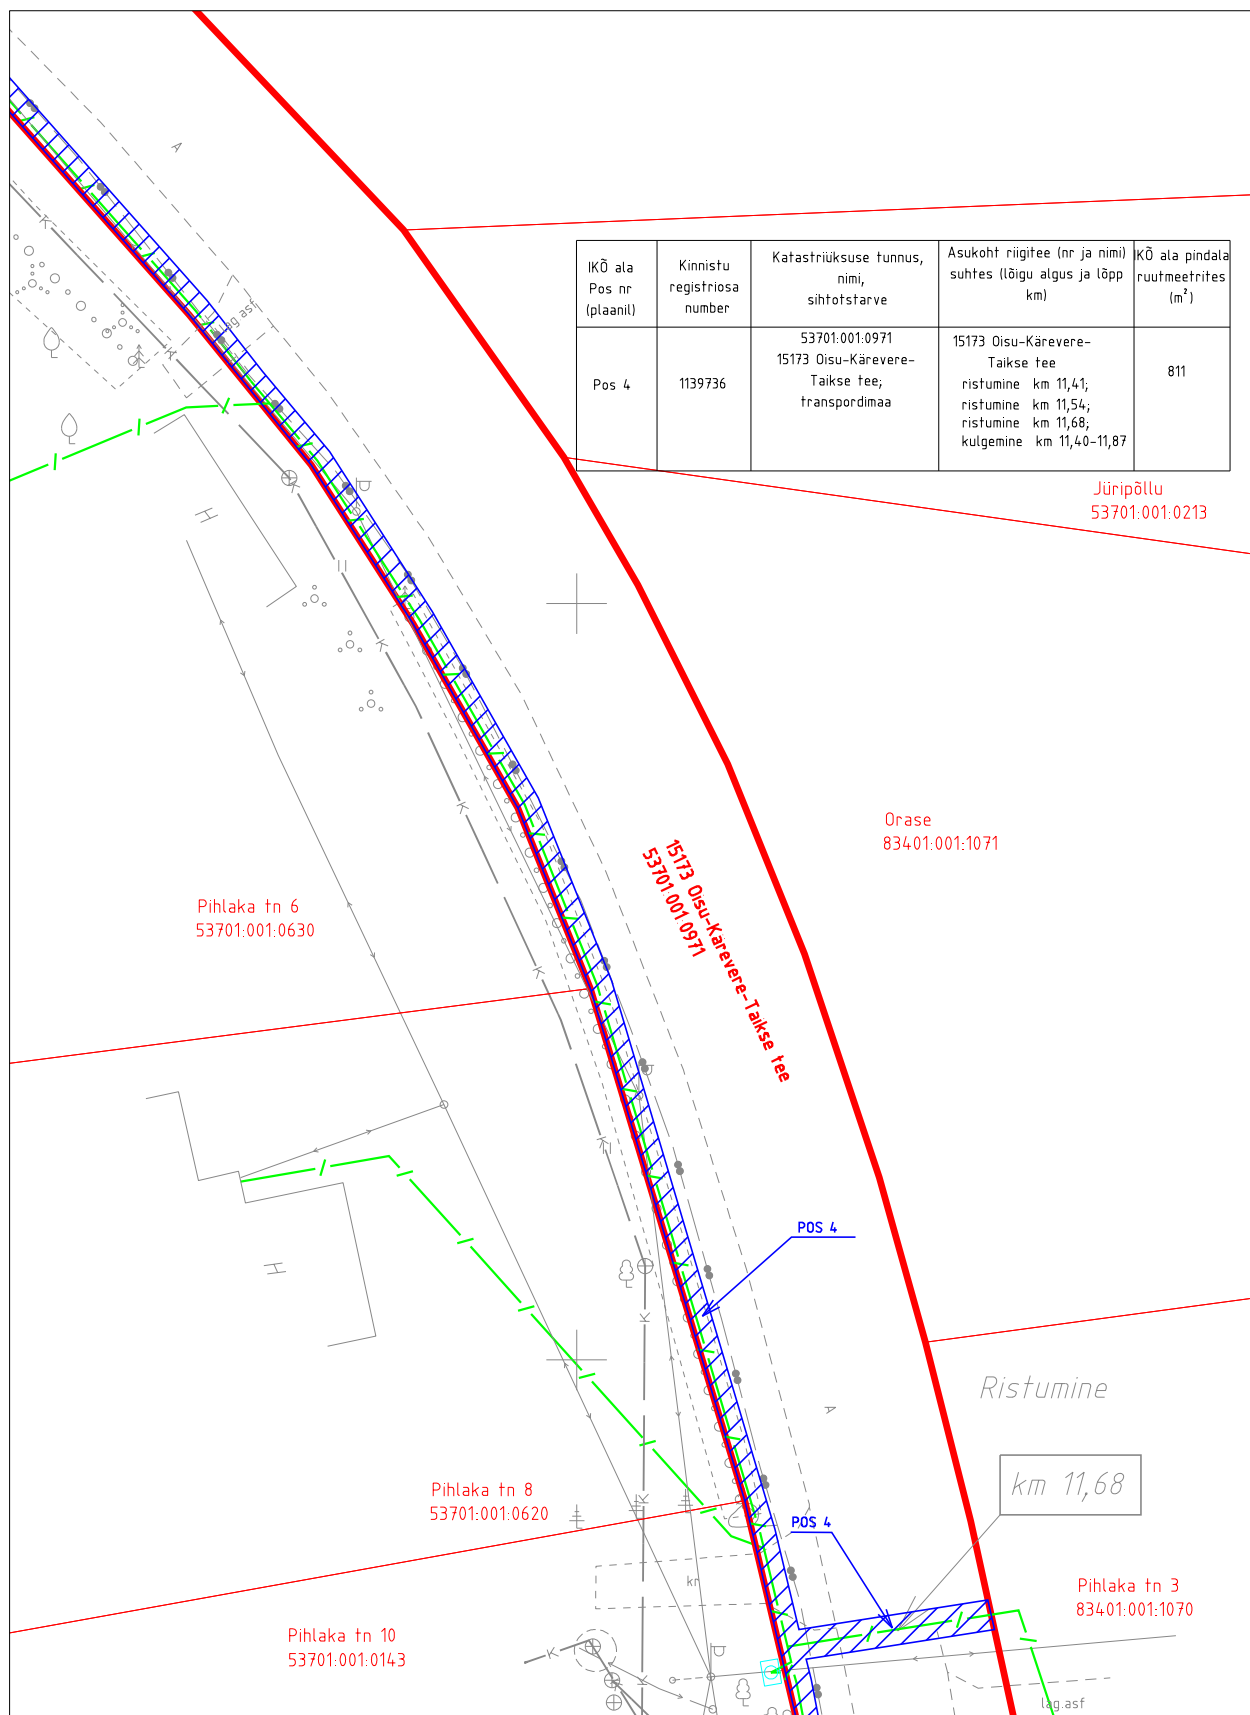 A
lag asf
IKÕ ala
Pos nr
(plaanil)
Kinnistu
registriosa
number
Katastriüksuse tunnus,
nimi,
sihtotstarve
Asukoht riigitee (nr ja nimi)
suhtes (lõigu algus ja lõpp
km)
IKÕ ala pindala
ruutmeetrites
(m²)
Pos 4
1139736
53701:001:0971
15173 Oisu-Kärevere-
Taikse tee;
transpordimaa
15173 Oisu-Kärevere-
Taikse tee
ristumine km 11,41;
ristumine km 11,54;
ristumine km 11,68;
kulgemine km 11,40-11,87
811
Jüripõllu
53701:001:0213
K
K
K
H
K
K
Orase
83401:001:1071
15173 Oisu-Kärevere-Taikse tee
53701:001:0971
Pihlaka tn 6
53701:001:0630
K
K
POS 4
H
K
Ristumine
A
km 11,68
Pihlaka tn 8
53701:001:0620
K
POS 4
kr
Pihlaka tn 3
83401:001:1070
Pihlaka tn 10
53701:001:0143
K
K
lag.asf